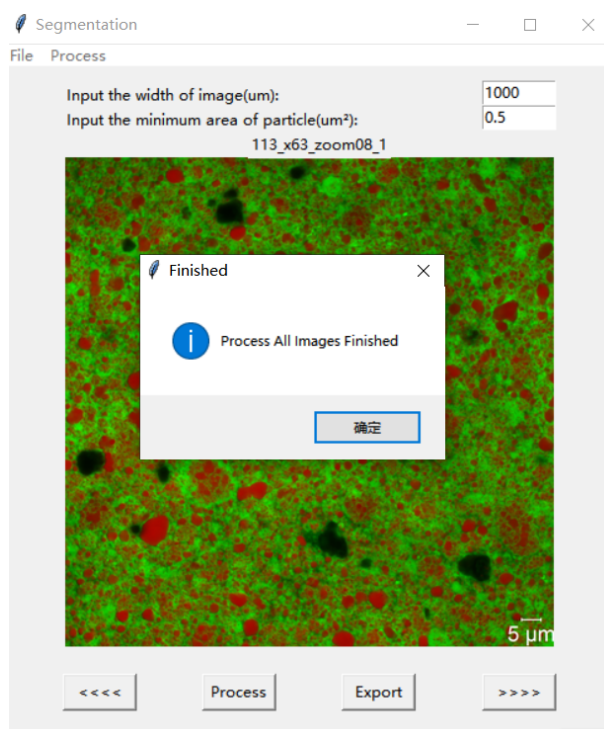 Segmentation
File Process
Input the width of image(um): 1000
Input the minimum area of particle(um²): 0.5
113_x63_zoom08_1
Finished
i Process All Images Finished
确定
5 µm
<<<< Process Export >>>>